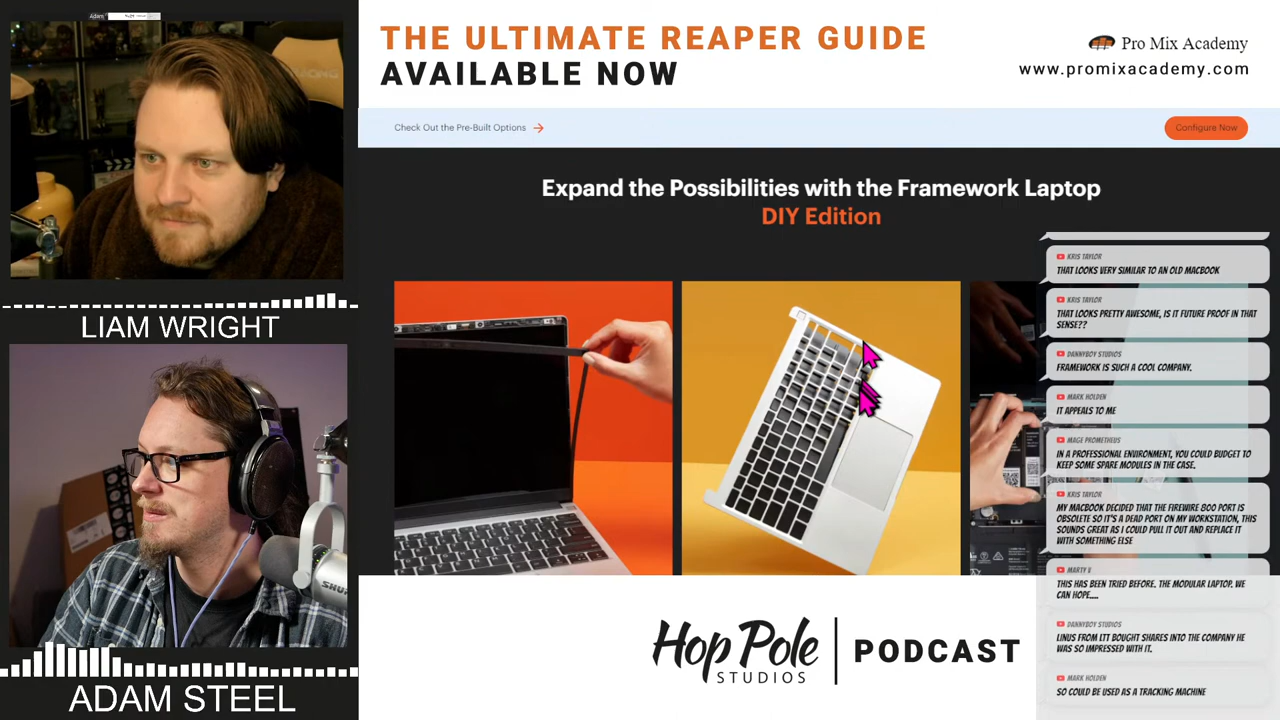 Adam
LIAM WRIGHT
ADAM STEEL
THE ULTIMATE REAPER GUIDE
AVAILABLE NOW
Pro Mix Academy
www.promixacademy.com
Check Out the Pre-Built Options
Configure Now
Expand the Possibilities with the Framework Laptop
DIY Edition
KRIS TAYLOR
THAT LOOKS VERY SIMILAR TO AN OLD MACBOOK
KRIS TAYLOR
THAT LOOKS PRETTY AWESOME, IS IT FUTURE PROOF IN THAT
SENSE??
DANNYBOY STUDIOS
FRAMEWORK IS SUCH A COOL COMPANY.
MARK HOLDEN
IT APPEALS TO ME
MAGE PROMETHEUS
IN A PROFESSIONAL ENVIRONMENT, YOU COULD BUDGET TO
KEEP SOME SPARE MODULES IN THE CASE.
KRIS TAYLOR
MY MACBOOK DECIDED THAT THE FIREWIRE 800 PORT IS
OBSOLETE SO IT'S A DEAD PORT ON MY WORKSTATION, THIS
SOUNDS GREAT AS I COULD PULL IT OUT AND REPLACE IT
WITH SOMETHING ELSE
MARTY V
THIS HAS BEEN TRIED BEFORE. THE MODULAR LAPTOP. WE
CAN HOPE....
DANNYBOY STUDIOS
LINUS FROM LTT BOUGHT SHARES INTO THE COMPANY HE
WAS SO IMPRESSED WITH IT.
MARK HOLDEN
SO COULD BE USED AS A TRACKING MACHINE
Hop Pole
STUDIOS
PODCAST